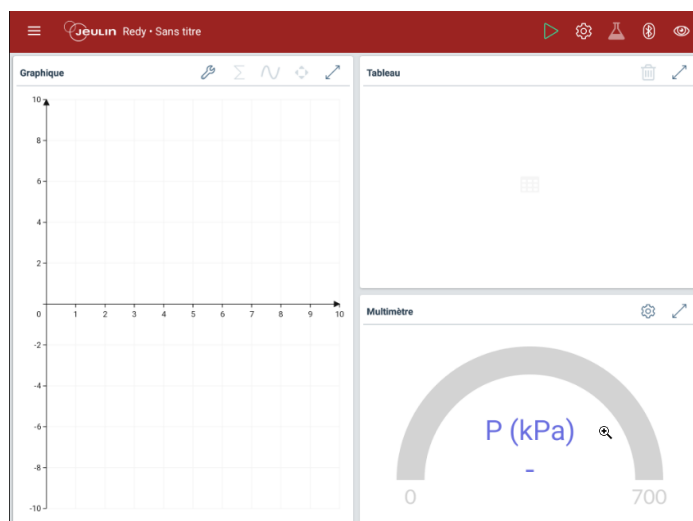 Jeulin Redy • Sans titre
Graphique
10
8
6
4
2
0
1 2 3 4 5 6 7 8 9 10
-2
-4
-6
-8
-10
Tableau
Multimètre
P (kPa)
-
0 700